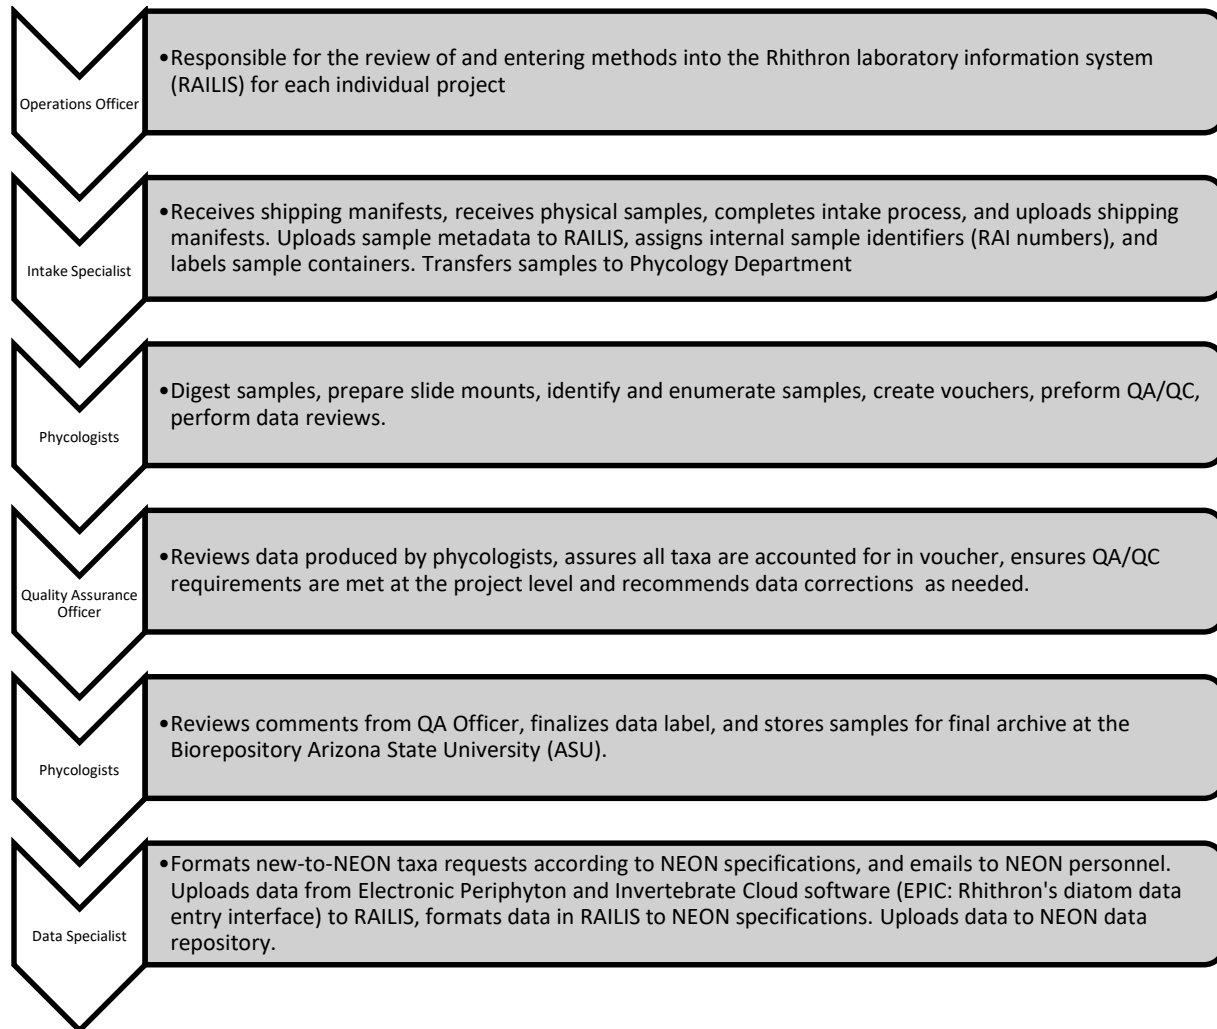 Operations Officer
•Responsible for the review of and entering methods into the Rhithron laboratory information system
(RAILIS) for each individual project
Intake Specialist
•Receives shipping manifests, receives physical samples, completes intake process, and uploads shipping
manifests. Uploads sample metadata to RAILIS, assigns internal sample identifiers (RAI numbers), and
labels sample containers. Transfers samples to Phycology Department
Phycologists
•Digest samples, prepare slide mounts, identify and enumerate samples, create vouchers, preform QA/QC,
perform data reviews.
Quality Assurance
Officer
•Reviews data produced by phycologists, assures all taxa are accounted for in voucher, ensures QA/QC
requirements are met at the project level and recommends data corrections  as needed.
Phycologists
•Reviews comments from QA Officer, finalizes data label, and stores samples for final archive at the
Biorepository Arizona State University (ASU).
Data Specialist
•Formats new-to-NEON taxa requests according to NEON specifications, and emails to NEON personnel.
Uploads data from Electronic Periphyton and Invertebrate Cloud software (EPIC: Rhithron's diatom data
entry interface) to RAILIS, formats data in RAILIS to NEON specifications. Uploads data to NEON data
repository.